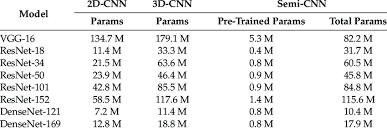 Model 2D-CNN 3D-CNN Semi-CNN
Params Params Pre-Trained Params Total Params
VGG-16 134.7 M 179.1 M 5.3 M 82.2 M
ResNet-18 11.4 M 33.3 M 0.4 M 31.7 M
ResNet-34 21.5 M 63.6 M 0.8 M 60.5 M
ResNet-50 23.9 M 46.4 M 0.9 M 45.8 M
ResNet-101 42.8 M 85.5 M 0.9 M 84.8 M
ResNet-152 58.5 M 117.6 M 1.4 M 115.6 M
DenseNet-121 7.2 M 11.4 M 0.8 M 10.4 M
DenseNet-169 12.8 M 18.8 M 0.8 M 17.9 M